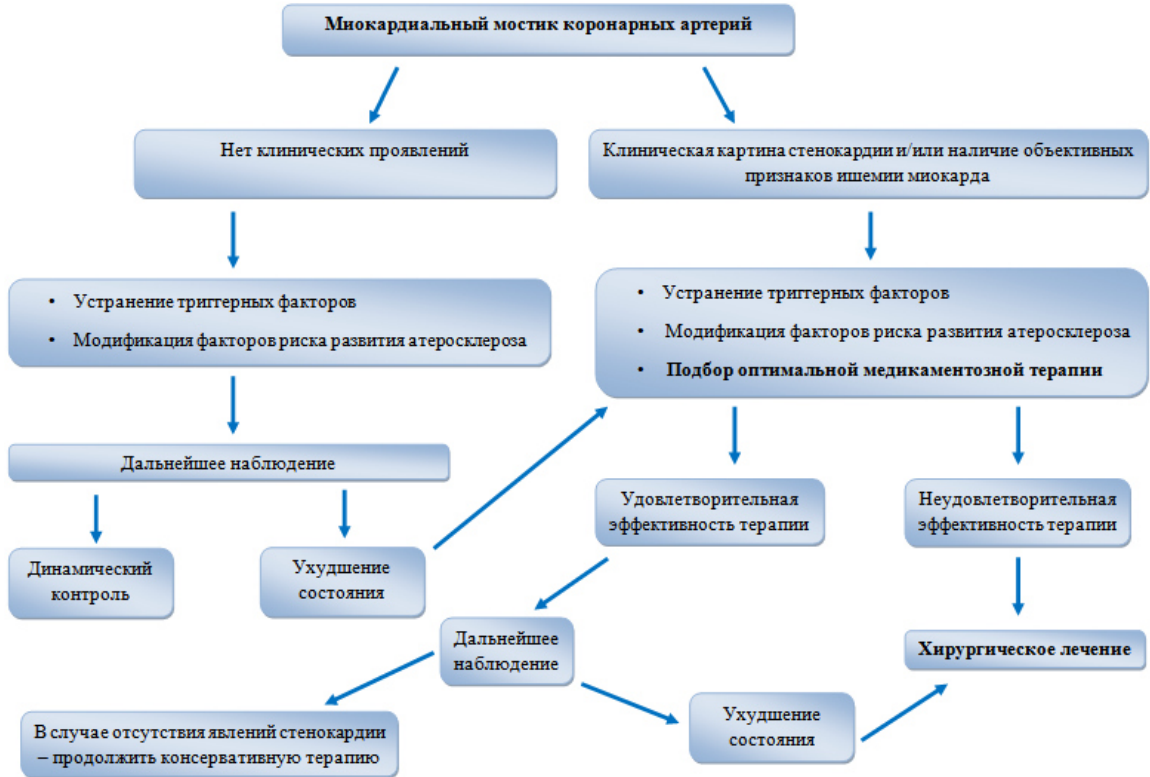 Миокардиальный мостик коронарных артерий
Нет клинических проявлений
Клиническая картина стенокардии и/или наличие объективных
признаков ишемии миокарда
• Устранение триггерных факторов
• Модификация факторов риска развития атеросклероза
• Устранение триггерных факторов
• Модификация факторов риска развития атеросклероза
• Подбор оптимальной медикаментозной терапии
Дальнейшее наблюдение
Удовлетворительная
эффективность терапии
Неудовлетворительная
эффективность терапии
Динамический
контроль
Ухудшение
состояния
Дальнейшее
наблюдение
Хирургическое лечение
В случае отсутствия явлений стенокардии
– продолжить консервативную терапию
Ухудшение
состояния